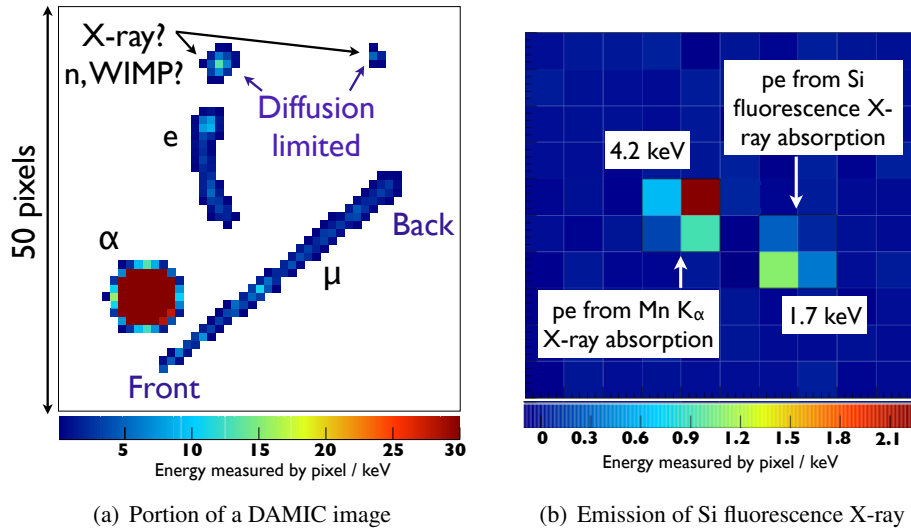 X-ray?
n, WIMP?
Diffusion
limited
e
50 pixels
α
Back
μ
Front
5 10 15 20 25 30
Energy measured by pixel / keV
(a) Portion of a DAMIC image
pe from Si
fluorescence X-
ray absorption
4.2 keV
pe from Mn Kα
X-ray absorption
1.7 keV
0 0.3 0.6 0.9 1.2 1.5 1.8 2.1
Energy measured by pixel / keV
(b) Emission of Si fluorescence X-ray